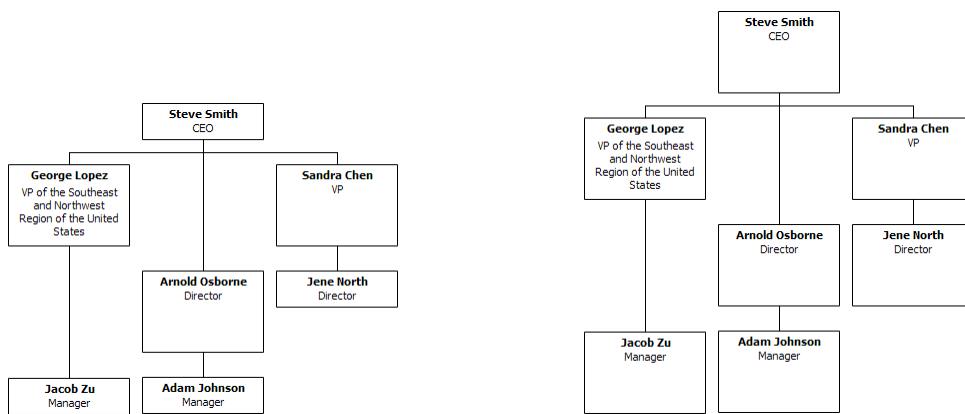 Steve Smith
CEO
George Lopez
VP of the Southeast
and Northwest
Region of the United
States
Sandra Chen
VP
Arnold Osborne
Director
Jene North
Director
Jacob Zu
Manager
Adam Johnson
Manager
Steve Smith
CEO
George Lopez
VP of the Southeast
and Northwest
Region of the United
States
Sandra Chen
VP
Arnold Osborne
Director
Jene North
Director
Jacob Zu
Manager
Adam Johnson
Manager